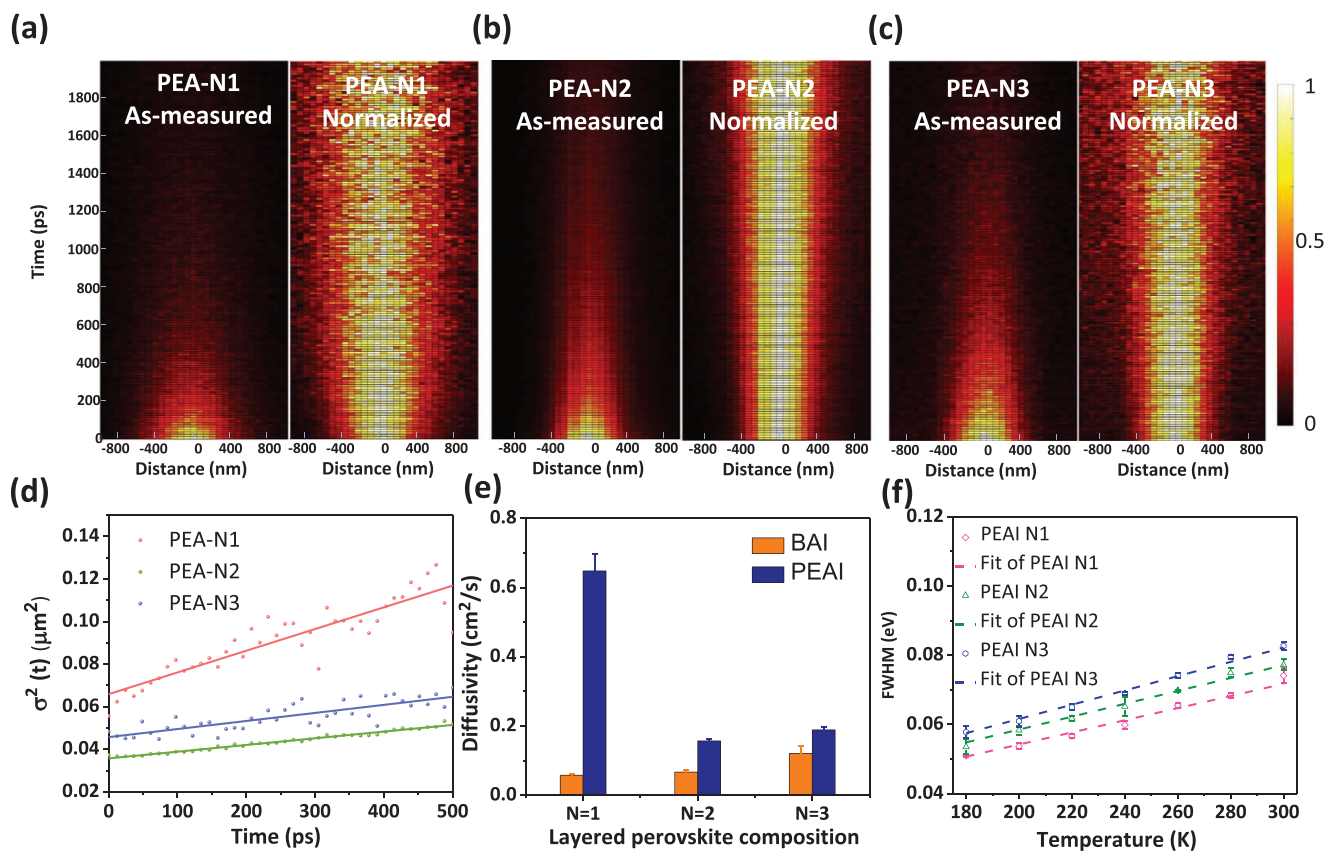 (a)
(b)
(c)
PEA-N1
As-measured
PEA-N1
Normalized
PEA-N2
As-measured
PEA-N2
Normalized
PEA-N3
As-measured
PEA-N3
Normalized
Time (ps)
1800
1600
1400
1200
1000
800
600
400
200
0
-800 -400 0 400 800
Distance (nm)
-800 -400 0 400 800
Distance (nm)
-800 -400 0 400 800
Distance (nm)
-800 -400 0 400 800
Distance (nm)
-800 -400 0 400 800
Distance (nm)
-800 -400 0 400 800
Distance (nm)
1
0.5
0
(d)
σ² (t) (μm²)
0.14
0.12
0.10
0.08
0.06
0.04
0.02
PEA-N1
PEA-N2
PEA-N3
0 100 200 300 400 500
Time (ps)
(e)
Diffusivity (cm²/s)
0.8
0.6
0.4
0.2
0.0
BAI
PEAI
N=1 N=2 N=3
Layered perovskite composition
(f)
FWHM (eV)
0.12
0.10
0.08
0.06
0.04
PEAI N1
Fit of PEAI N1
PEAI N2
Fit of PEAI N2
PEAI N3
Fit of PEAI N3
180 200 220 240 260 280 300
Temperature (K)